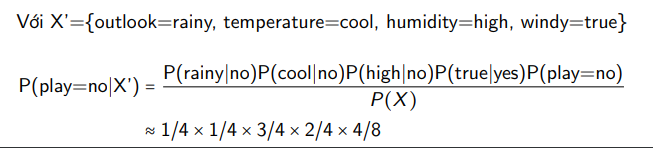 Với X'={outlook=rainy, temperature=cool, humidity=high, windy=true}
P(play=no|X') = P(rainy|no)P(cool|no)P(high|no)P(true|yes)P(play=no)
P(X)
≈ 1/4 × 1/4 × 3/4 × 2/4 × 4/8